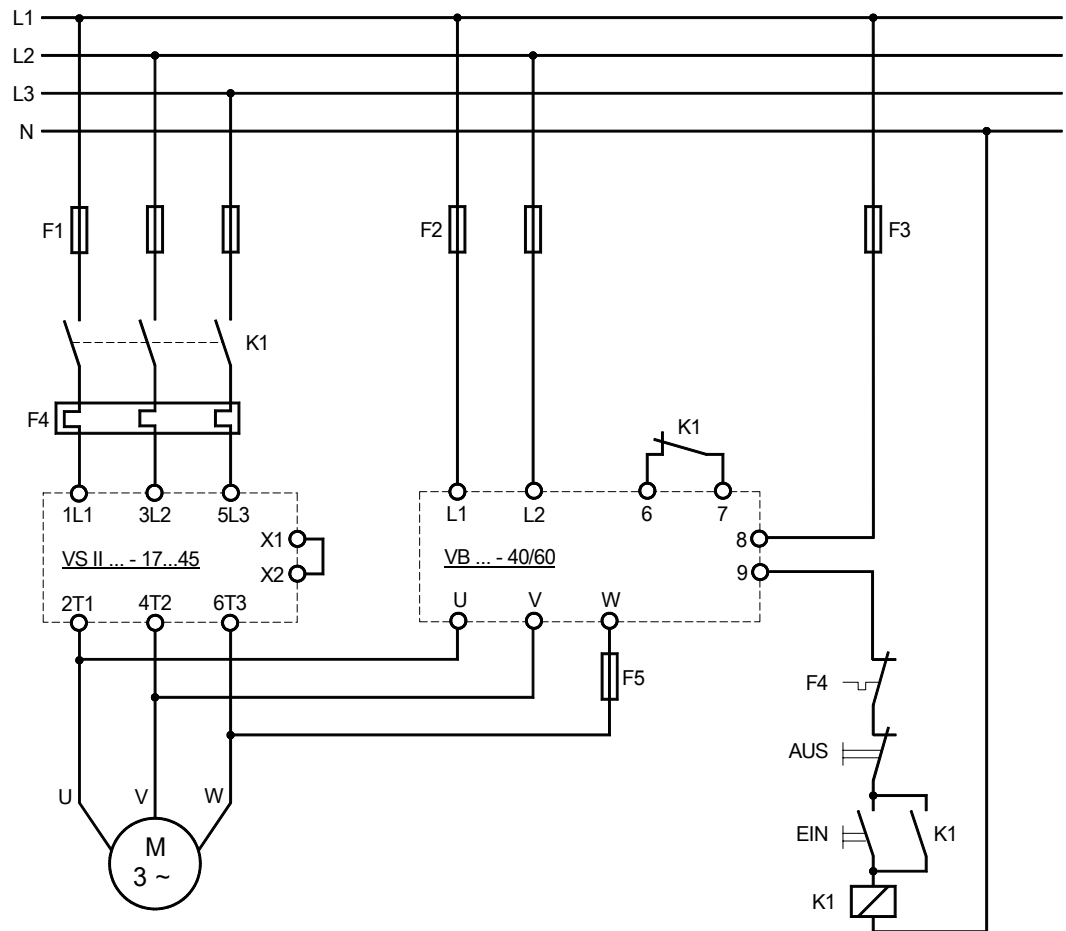 L1
L2
L3
N
F1
F2
F3
K1
F4
K1
1L1 3L2 5L3
L1 L2 6 7
X1
8
VS II ... - 17...45
VB ... - 40/60
X2
9
2T1 4T2 6T3
U V W
F5
F4
AUS
U V W
EIN
K1
M
3 ~
K1